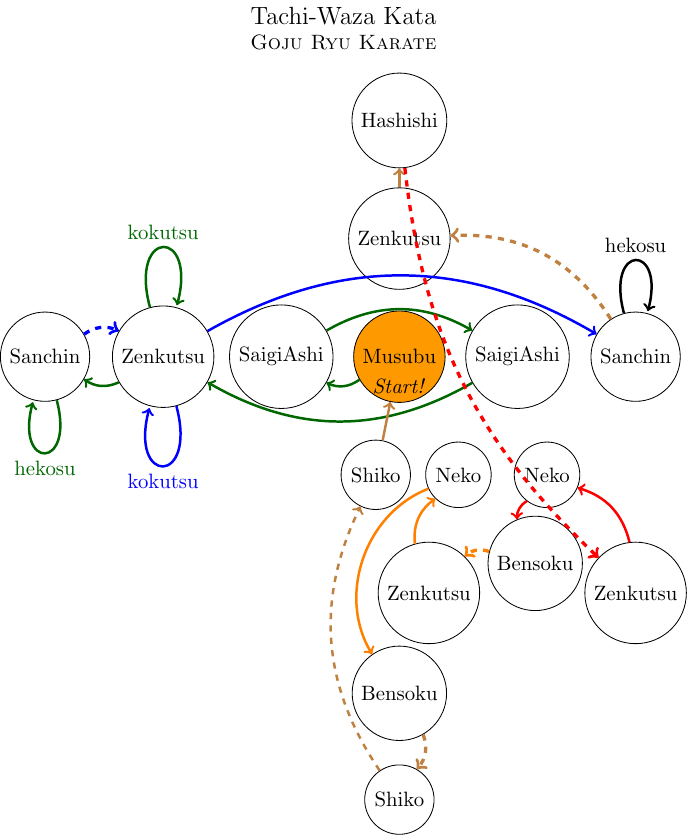 Tachi-Waza Kata
Goju Ryu Karate
Hashishi
Zenkutsu
kokutsu
hekosu
Sanchin
Zenkutsu
SaigiAshi
Musubu
Start!
SaigiAshi
Sanchin
hekosu
kokutsu
Shiko
Neko
Neko
Bensoku
Zenkutsu
Zenkutsu
Bensoku
Shiko